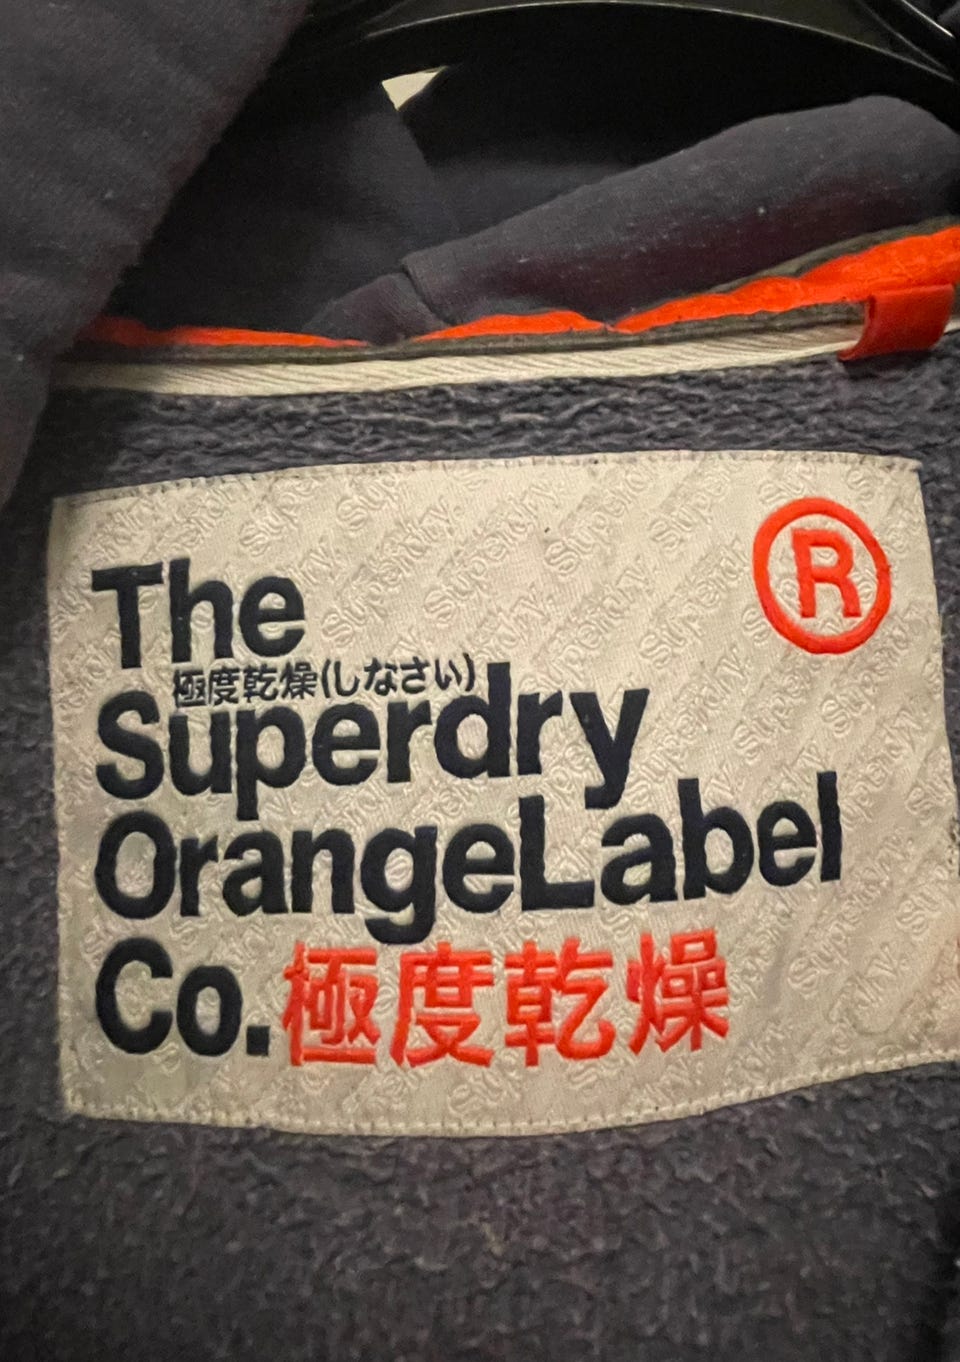 ®
The
極度乾燥(しなさい)
Superdry
OrangeLabel
Co.極度乾燥